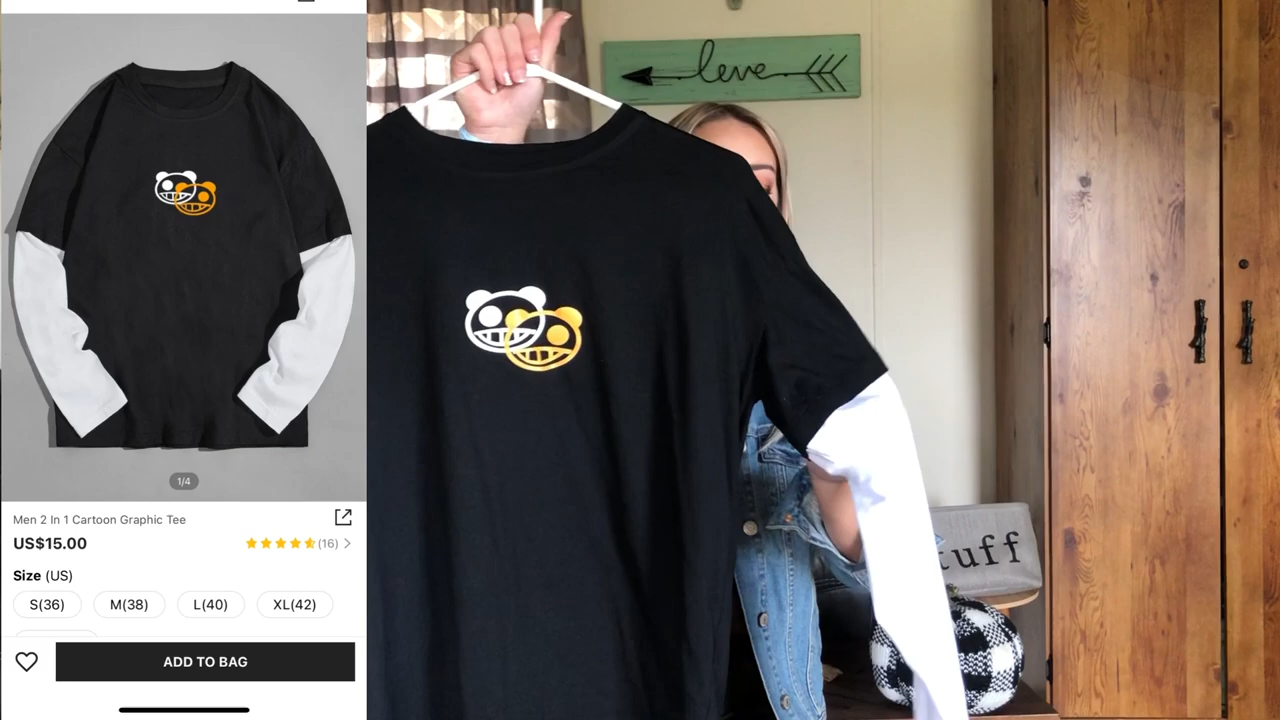 1/4
Men 2 In 1 Cartoon Graphic Tee
US$15.00
(16)
Size (US)
S(36)
M(38)
L(40)
XL(42)
ADD TO BAG
love
tuff